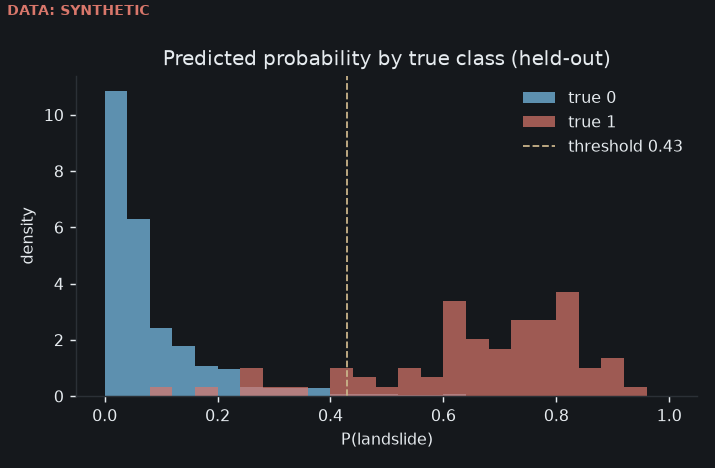 DATA: SYNTHETIC
Predicted probability by true class (held-out)
true 0
true 1
threshold 0.43
density
10
8
6
4
2
0
0.0 0.2 0.4 0.6 0.8 1.0
P(landslide)